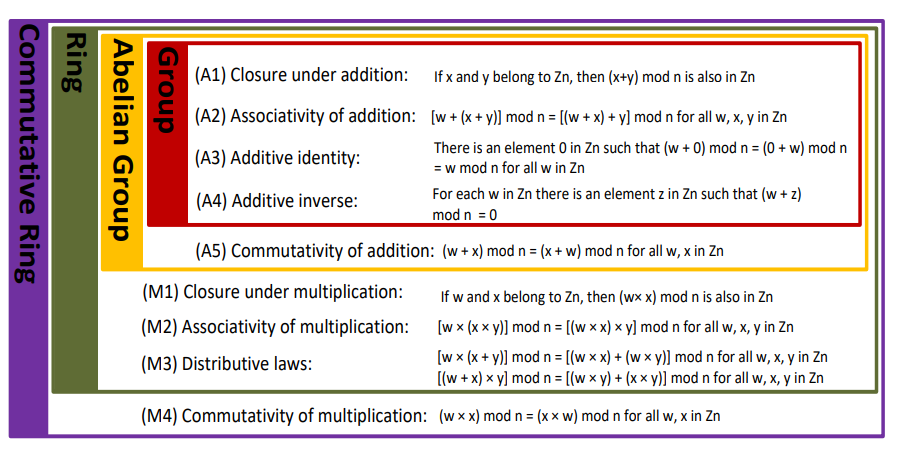 Commutative Ring
Ring
Abelian Group
Group
(A1) Closure under addition: If x and y belong to Zn, then (x+y) mod n is also in Zn
(A2) Associativity of addition: [w + (x + y)] mod n = [(w + x) + y] mod n for all w, x, y in Zn
(A3) Additive identity: There is an element 0 in Zn such that (w + 0) mod n = (0 + w) mod n
= w mod n for all w in Zn
(A4) Additive inverse: For each w in Zn there is an element z in Zn such that (w + z)
mod n = 0
(A5) Commutativity of addition: (w + x) mod n = (x + w) mod n for all w, x in Zn
(M1) Closure under multiplication: If w and x belong to Zn, then (w× x) mod n is also in Zn
(M2) Associativity of multiplication: [w × (x × y)] mod n = [(w × x) × y] mod n for all w, x, y in Zn
(M3) Distributive laws: [w × (x + y)] mod n = [(w × x) + (w × y)] mod n for all w, x, y in Zn
[(w + x) × y] mod n = [(w × y) + (x × y)] mod n for all w, x, y in Zn
(M4) Commutativity of multiplication: (w × x) mod n = (x × w) mod n for all w, x in Zn